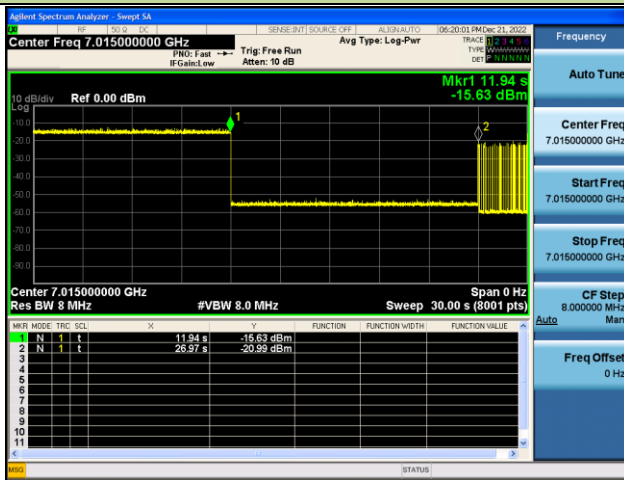 Agilent Spectrum Analyzer - Swept SA
RF 50 Ω DC SENSE:INT SOURCE OFF ALIGNAUTO 06:20:01 PM Dec 21, 2022
Center Freq 7.015000000 GHz
PNO: Fast
IFGain:Low
Trig: Free Run
Atten: 10 dB
Avg Type: Log-Pwr
TRACE 1 2 3 4 5 6
TYPE
DET P N N N N N
Mkr1 11.94 s
-15.63 dBm
10 dB/div Ref 0.00 dBm
Log
-10.0
-20.0
-30.0
-40.0
-50.0
-60.0
-70.0
-80.0
-90.0
1
2
Center 7.015000000 GHz Span 0 Hz
Res BW 8 MHz #VBW 8.0 MHz Sweep 30.00 s (8001 pts)
MKR MODE TRC SCL X Y FUNCTION FUNCTION WIDTH FUNCTION VALUE
1 N 1 t 11.94 s -15.63 dBm
2 N 1 t 26.97 s -20.99 dBm
3
4
5
6
7
8
9
10
11
MSG STATUS
Frequency
Auto Tune
Center Freq
7.015000000 GHz
Start Freq
7.015000000 GHz
Stop Freq
7.015000000 GHz
CF Step
8.000000 MHz
Auto Man
Freq Offset
0 Hz